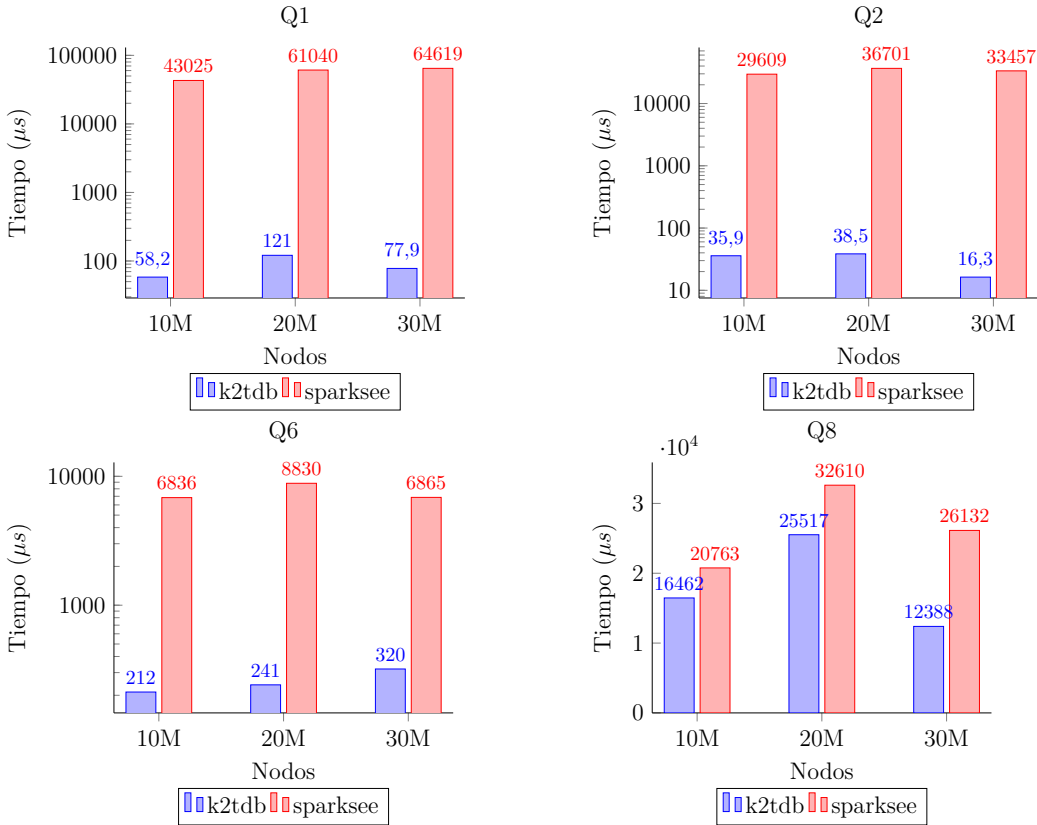 Q1
Tiempo (μs)
100000
10000
1000
100
43025
61040
64619
58,2
121
77,9
10M 20M 30M
Nodos
k2tdb sparksee
Q2
Tiempo (μs)
10000
1000
100
10
29609
36701
33457
35,9
38,5
16,3
10M 20M 30M
Nodos
k2tdb sparksee
Q6
Tiempo (μs)
10000
1000
6836
8830
6865
212
241
320
10M 20M 30M
Nodos
k2tdb sparksee
Q8
·10⁴
Tiempo (μs)
3
2
1
0
16462
20763
25517
32610
12388
26132
10M 20M 30M
Nodos
k2tdb sparksee